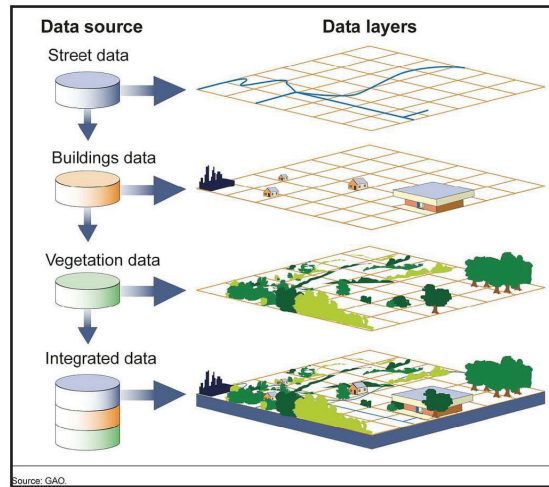 Data source
Data layers
Street data
Buildings data
Vegetation data
Integrated data
Source: GAO.